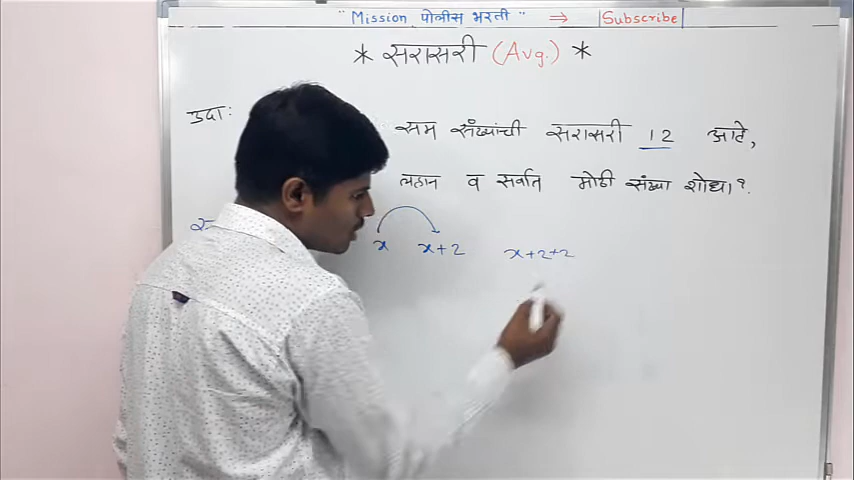 "Mission पोलीस भरती" ⇒ Subscribe
* सरासरी (Avg.) *
उदा:
सम संख्यांची सरासरी 12 आहे,
लहान व सर्वात मोठी संख्या शोधा?
x x+2 x+2+2